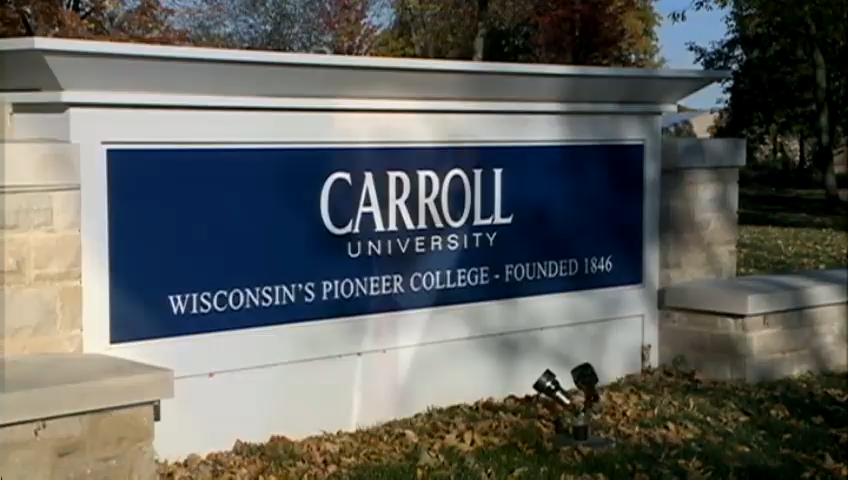 CARROLL
UNIVERSITY
WISCONSIN'S PIONEER COLLEGE - FOUNDED 1846